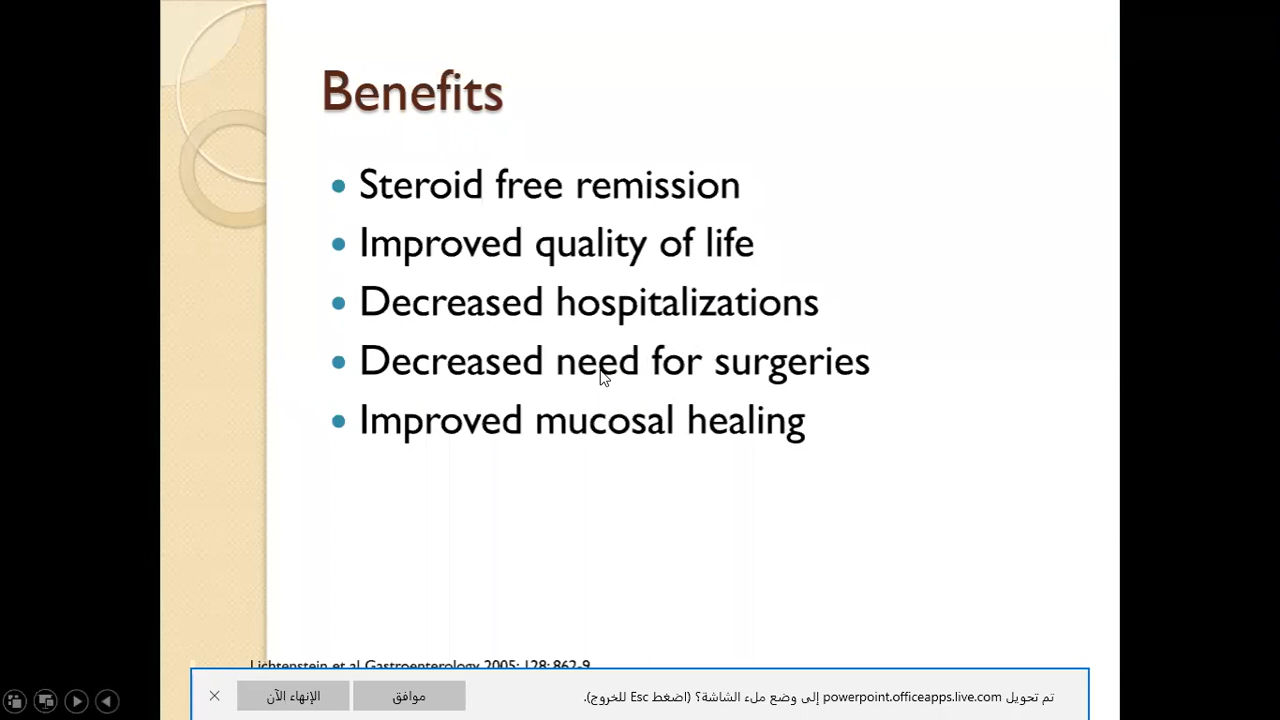 Benefits
Steroid free remission
Improved quality of life
Decreased hospitalizations
Decreased need for surgeries
Improved mucosal healing
Lichtenstein et al Gastroenterology 2005; 128: 862-9
تم تحويل powerpoint.officeapps.live.com إلى وضع ملء الشاشة؟ (اضغط Esc للخروج).
موافق
الإنهاء الآن